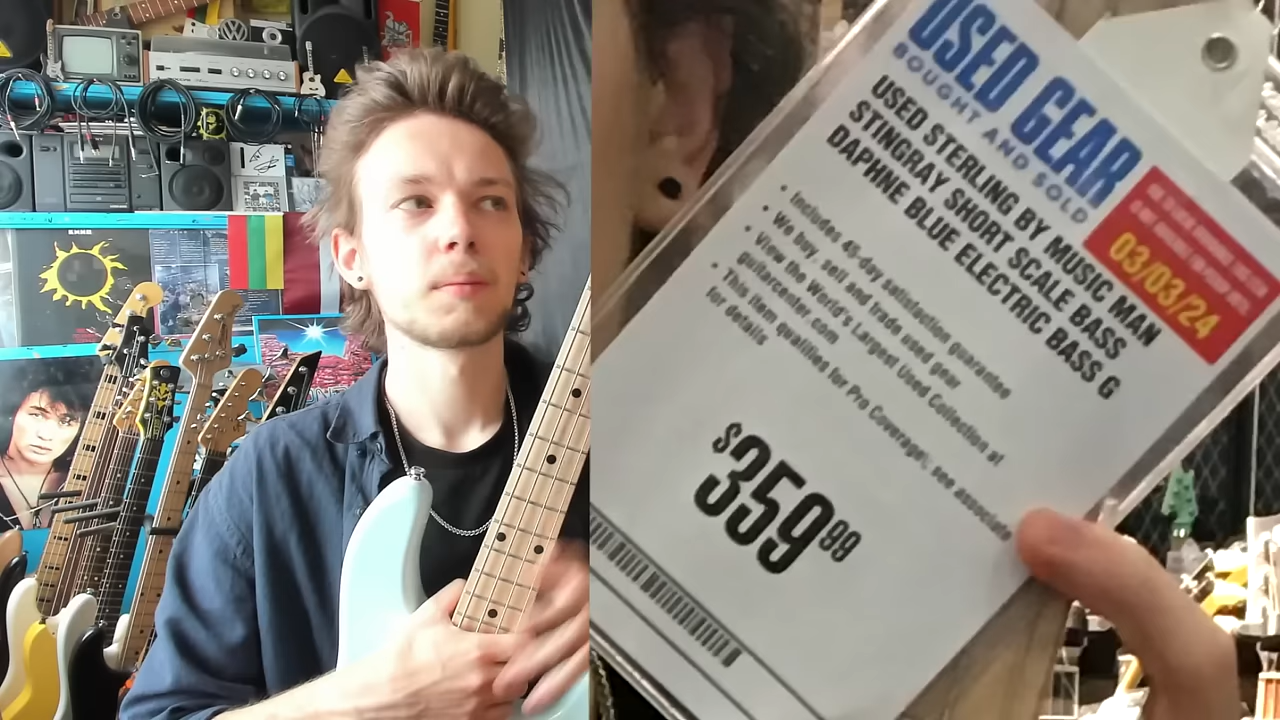 USED GEAR
BOUGHT AND SOLD
03/03/24
USED STERLING BY MUSIC MAN
STINGRAY SHORT SCALE BASS
DAPHNE BLUE ELECTRIC BASS G
• Includes 45-day satisfaction guarantee
• We buy, sell and trade used gear
• View the World's Largest Used Collection at
guitarcenter.com
• This item qualifies for Pro Coverage, see associate
for details
$359.99